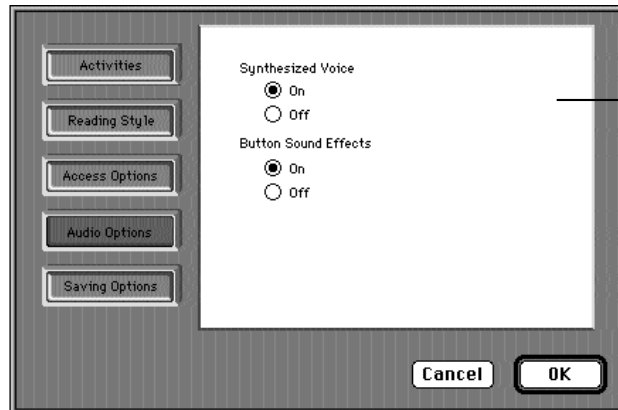 Activities
Reading Style
Access Options
Audio Options
Saving Options
Synthesized Voice
On
Off
Button Sound Effects
On
Off
Cancel
OK